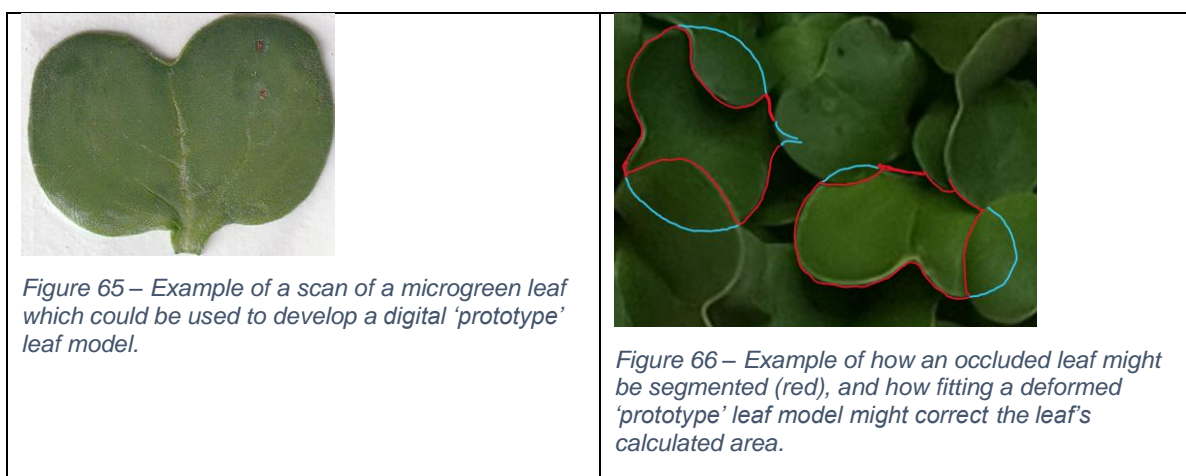 Figure 65 – Example of a scan of a microgreen leaf
which could be used to develop a digital ‘prototype’
leaf model.
Figure 66 – Example of how an occluded leaf might
be segmented (red), and how fitting a deformed
‘prototype’ leaf model might correct the leaf’s
calculated area.